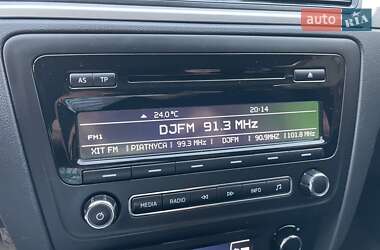 auto RIA
AS TP
24.0 °C 20:14
FM1
DJFM 91.3 MHz
XIT FM PIATNYCA 99.3 MHz DJFM 90.9MHZ 101.8 MHz
MEDIA RADIO INFO